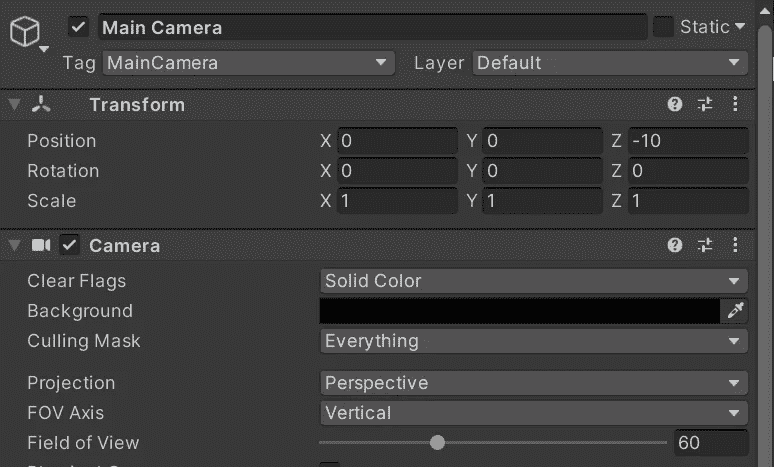 Main Camera Static
Tag MainCamera Layer Default
Transform
Position X 0 Y 0 Z -10
Rotation X 0 Y 0 Z 0
Scale X 1 Y 1 Z 1
Camera
Clear Flags Solid Color
Background
Culling Mask Everything
Projection Perspective
FOV Axis Vertical
Field of View 60